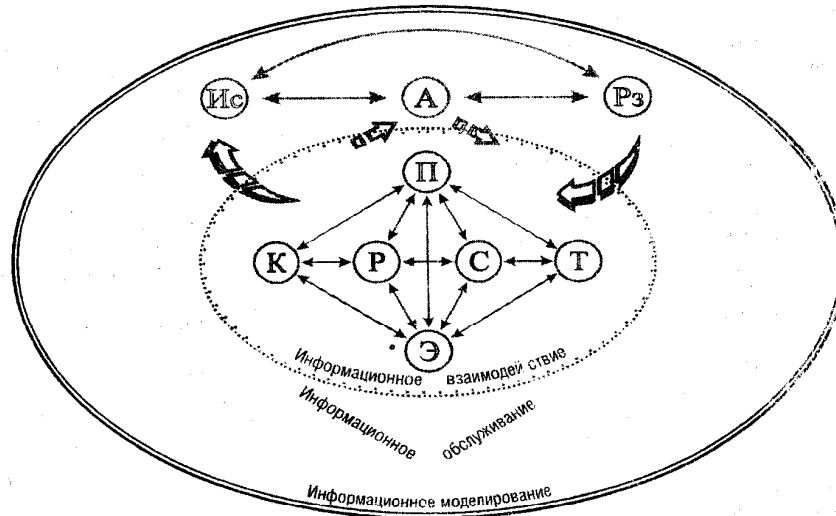 Ис А Рз
П
К Р С Т
Э
Информационное взаимодействие
Информационное обслуживание
Информационное моделирование